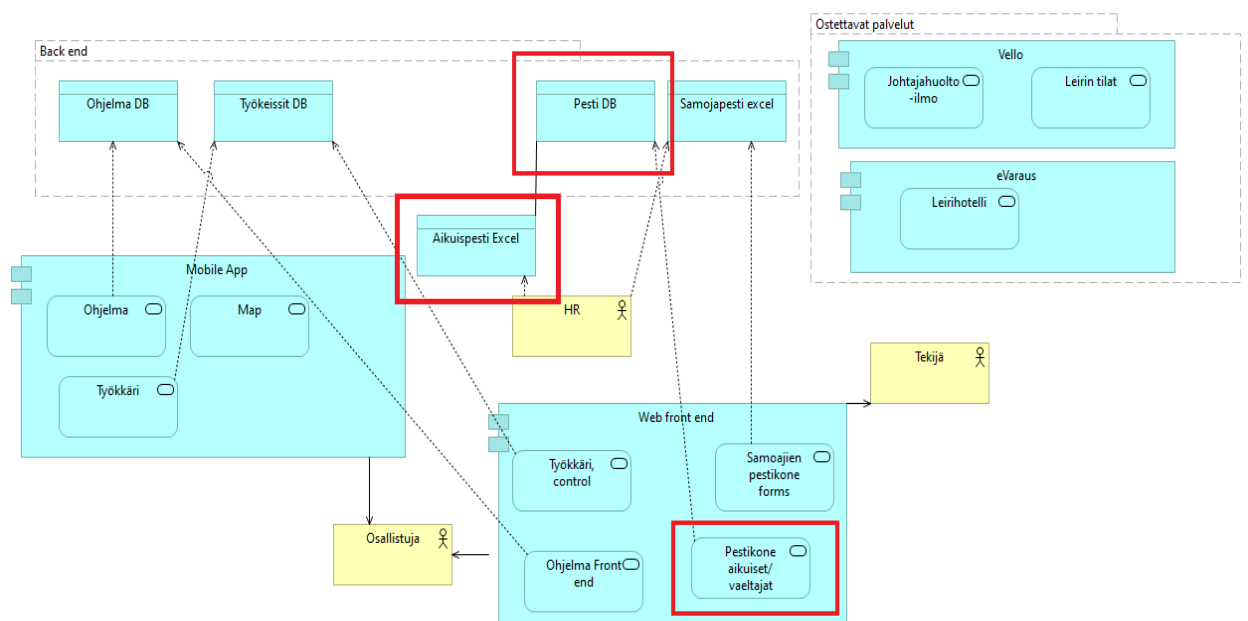 Ostettavat palvelut
Back end
Vello
Johtajahuolto
-ilmo
Leirin tilat
Ohjelma DB
Työkeissit DB
Pesti DB
Samojapesti excel
eVaraus
Leirihotelli
Aikuispesti Excel
Mobile App
Ohjelma
Map
HR
Työkkäri
Tekijä
Web front end
Työkkäri,
control
Samoajien
pestikone
forms
Osallistuja
Ohjelma Front
end
Pestikone
aikuiset/
vaeltajat